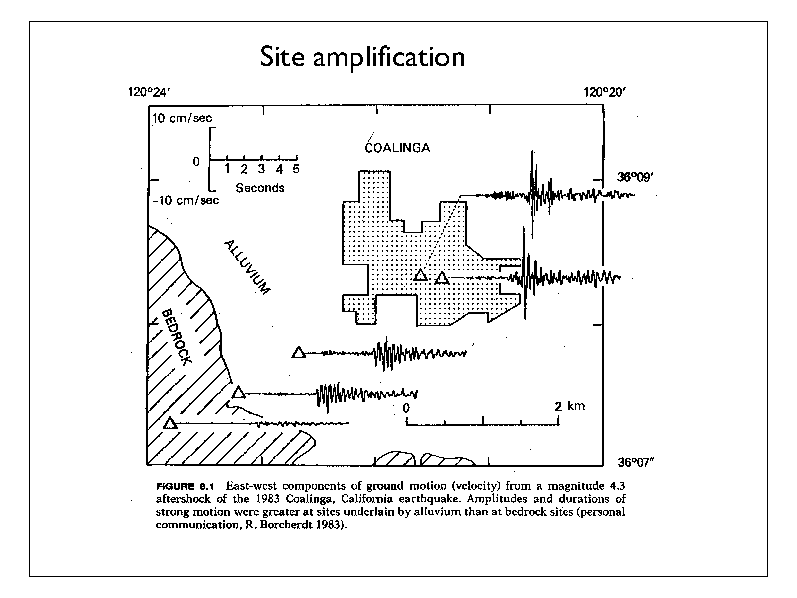 Site amplification
120°24'
120°20'
10 cm/sec
COALINGA
0
1 2 3 4 5
Seconds
-10 cm/sec
36°09'
ALLUVIUM
BEDROCK
0
2 km
36°07"
FIGURE 8.1 East-west components of ground motion (velocity) from a magnitude 4.3
aftershock of the 1983 Coalinga, California earthquake. Amplitudes and durations of
strong motion were greater at sites underlain by alluvium than at bedrock sites (personal
communication, R. Borcherdt 1983).